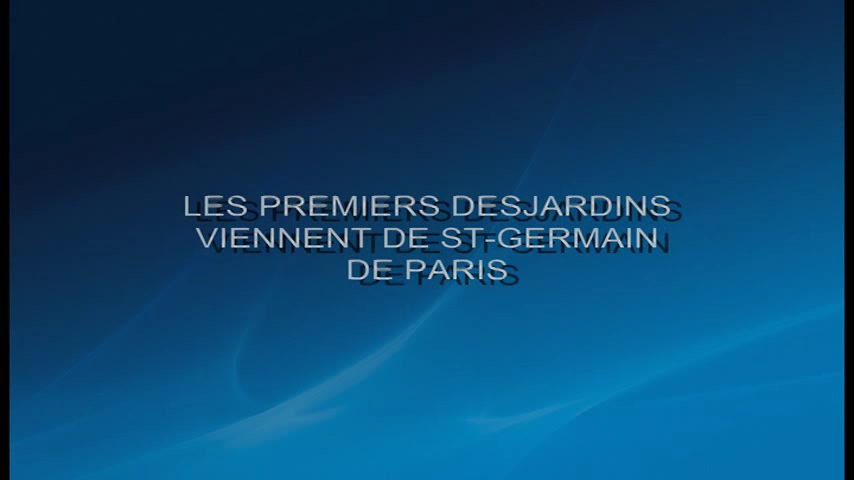 LES PREMIERS DESJARDINS
VIENNENT DE ST-GERMAIN
DE PARIS